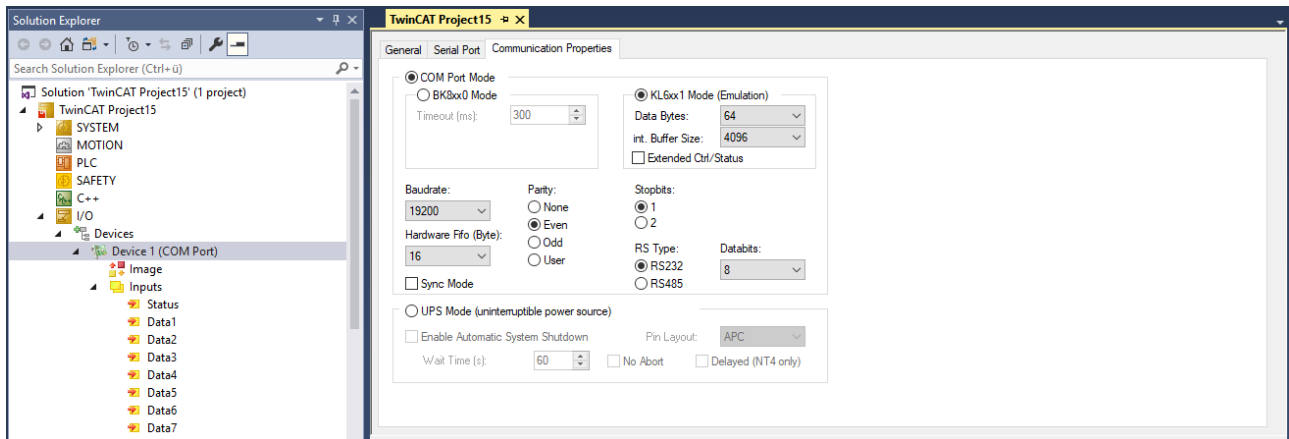 Solution Explorer
Search Solution Explorer (Ctrl+ü)
Solution 'TwinCAT Project15' (1 project)
TwinCAT Project15
SYSTEM
MOTION
PLC
SAFETY
C++
I/O
Devices
Device 1 (COM Port)
Image
Inputs
Status
Data1
Data2
Data3
Data4
Data5
Data6
Data7
TwinCAT Project15
General Serial Port Communication Properties
COM Port Mode
BK8xx0 Mode
Timeout (ms): 300
KL6xx1 Mode (Emulation)
Data Bytes: 64
int. Buffer Size: 4096
Extended Ctrl/Status
Baudrate:
19200
Hardware Fifo (Byte):
16
Sync Mode
Parity:
None
Even
Odd
User
Stopbits:
1
2
RS Type:
RS232
RS485
Databits:
8
UPS Mode (uninterruptible power source)
Enable Automatic System Shutdown Pin Layout: APC
Wait Time (s): 60 No Abort Delayed (NT4 only)